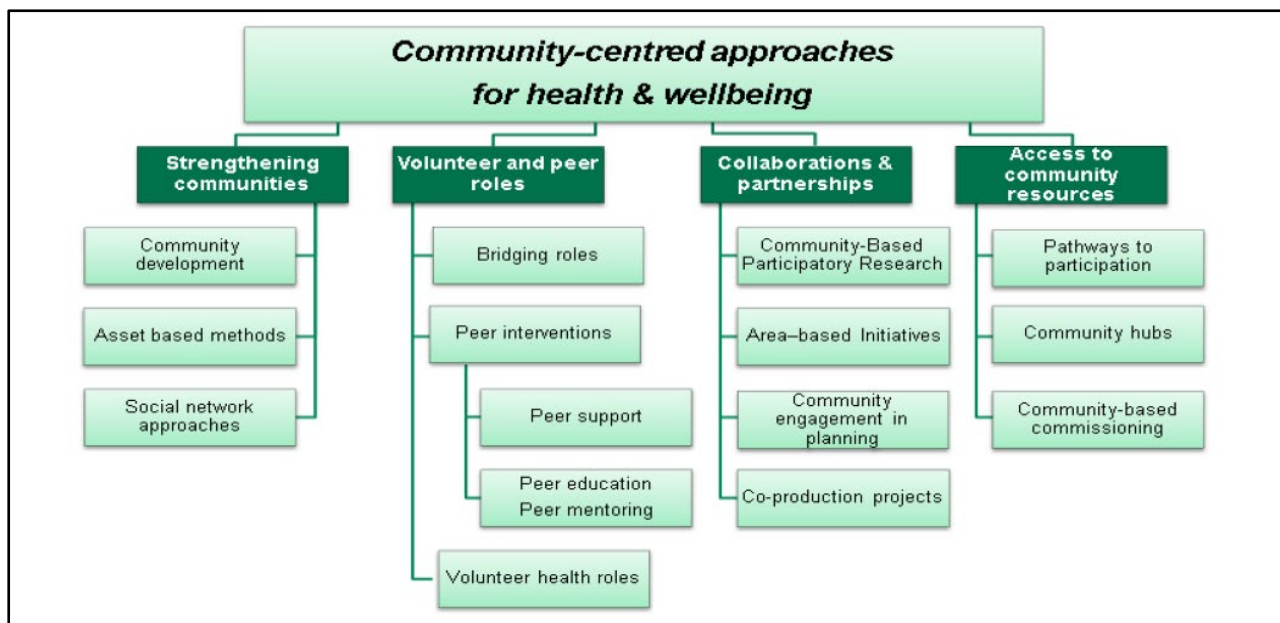 Community-centred approaches
for health & wellbeing
Strengthening
communities
Community
development
Asset based methods
Social network
approaches
Volunteer and peer
roles
Bridging roles
Peer interventions
Peer support
Peer education
Peer mentoring
Volunteer health roles
Collaborations &
partnerships
Community-Based
Participatory Research
Area–based Initiatives
Community
engagement in
planning
Co-production projects
Access to
community
resources
Pathways to
participation
Community hubs
Community-based
commissioning